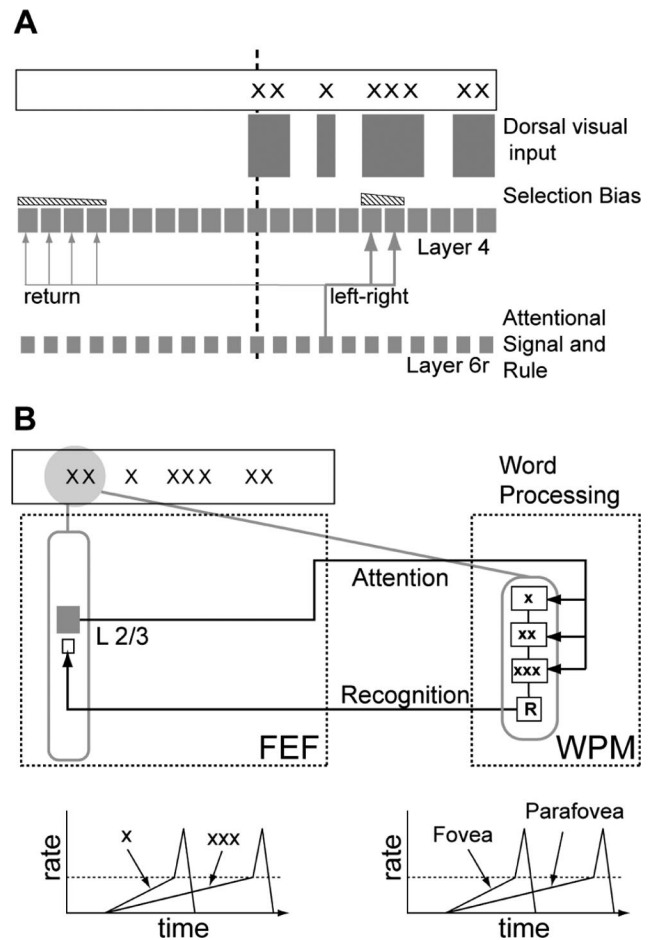 A
xx x xxx xx
Dorsal visual
input
Selection Bias
Layer 4
return
left-right
Attentional
Signal and
Rule
Layer 6r
B
xx x xxx xx
Word
Processing
Attention
x
L 2/3
xx
xxx
Recognition
R
FEF
WPM
x
xxx
rate
time
Parafovea
Fovea
rate
time